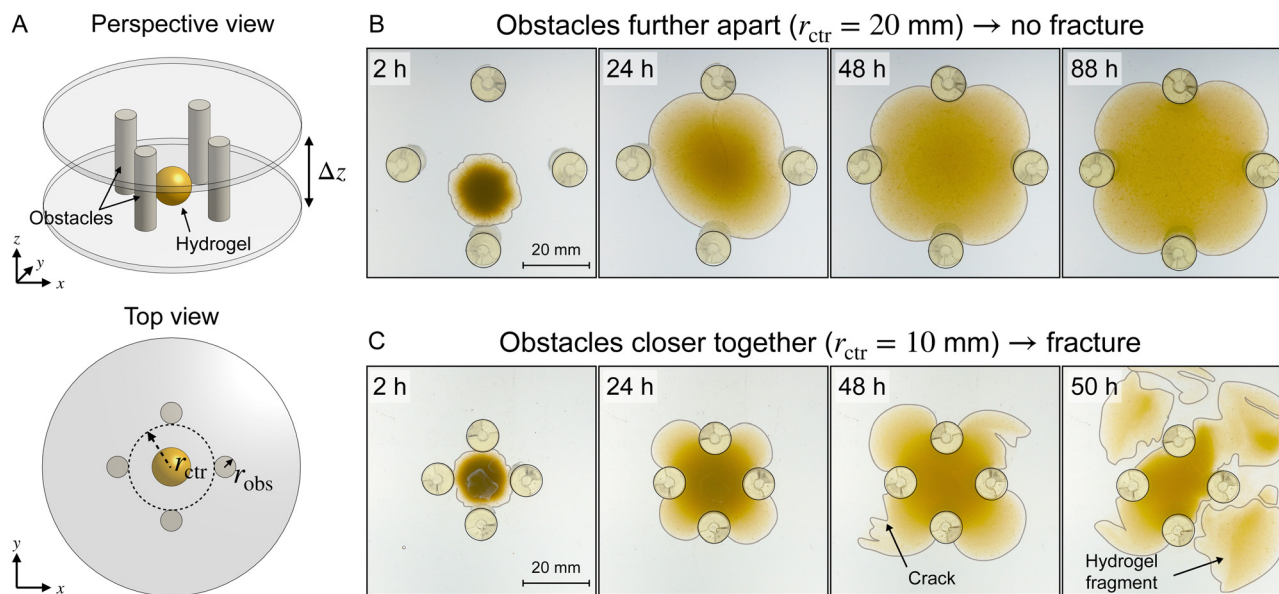 A
Perspective view
Δz
Obstacles
Hydrogel
z
y
x
Top view
r_ctr
r_obs
y
x
B
Obstacles further apart (r_ctr = 20 mm) → no fracture
2 h
24 h
48 h
88 h
20 mm
C
Obstacles closer together (r_ctr = 10 mm) → fracture
2 h
24 h
48 h
50 h
20 mm
Crack
Hydrogel
fragment